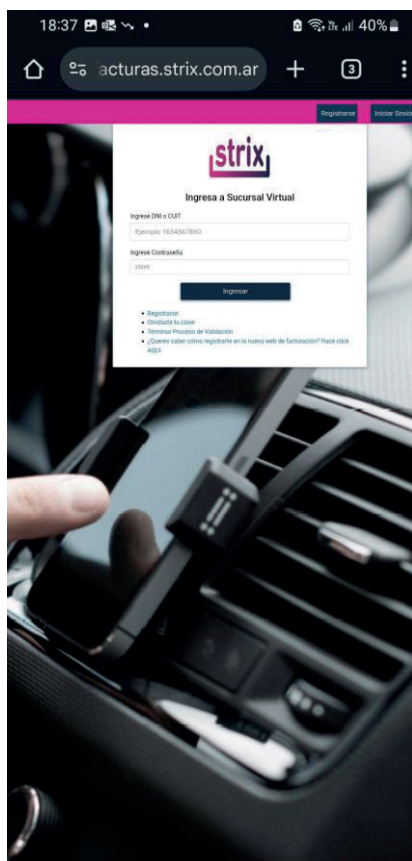 18:37
40%
acturas.strix.com.ar
3
Registrarse
Iniciar Sesió
strix
Ingresa a Sucursal Virtual
Ingrese DNI o CUIT
Ejemplo 1634567890
Ingrese Contraseña
clave
Ingresar
Registrarse
Olvidaste tu clave
Terminar Proceso de Validación
¿Querés saber cómo registrarte en la nueva web de facturación? Hacé click
AQUI